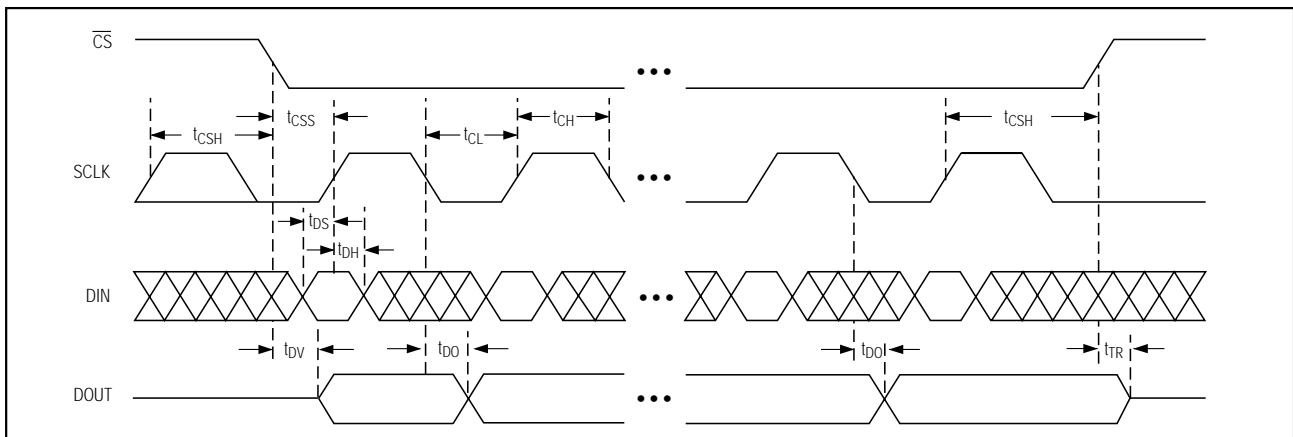 CS
tCSS
tCSH
tCL
tCH
tCSH
SCLK
tDS
tDH
DIN
tDV
tDO
tDO
tTR
DOUT